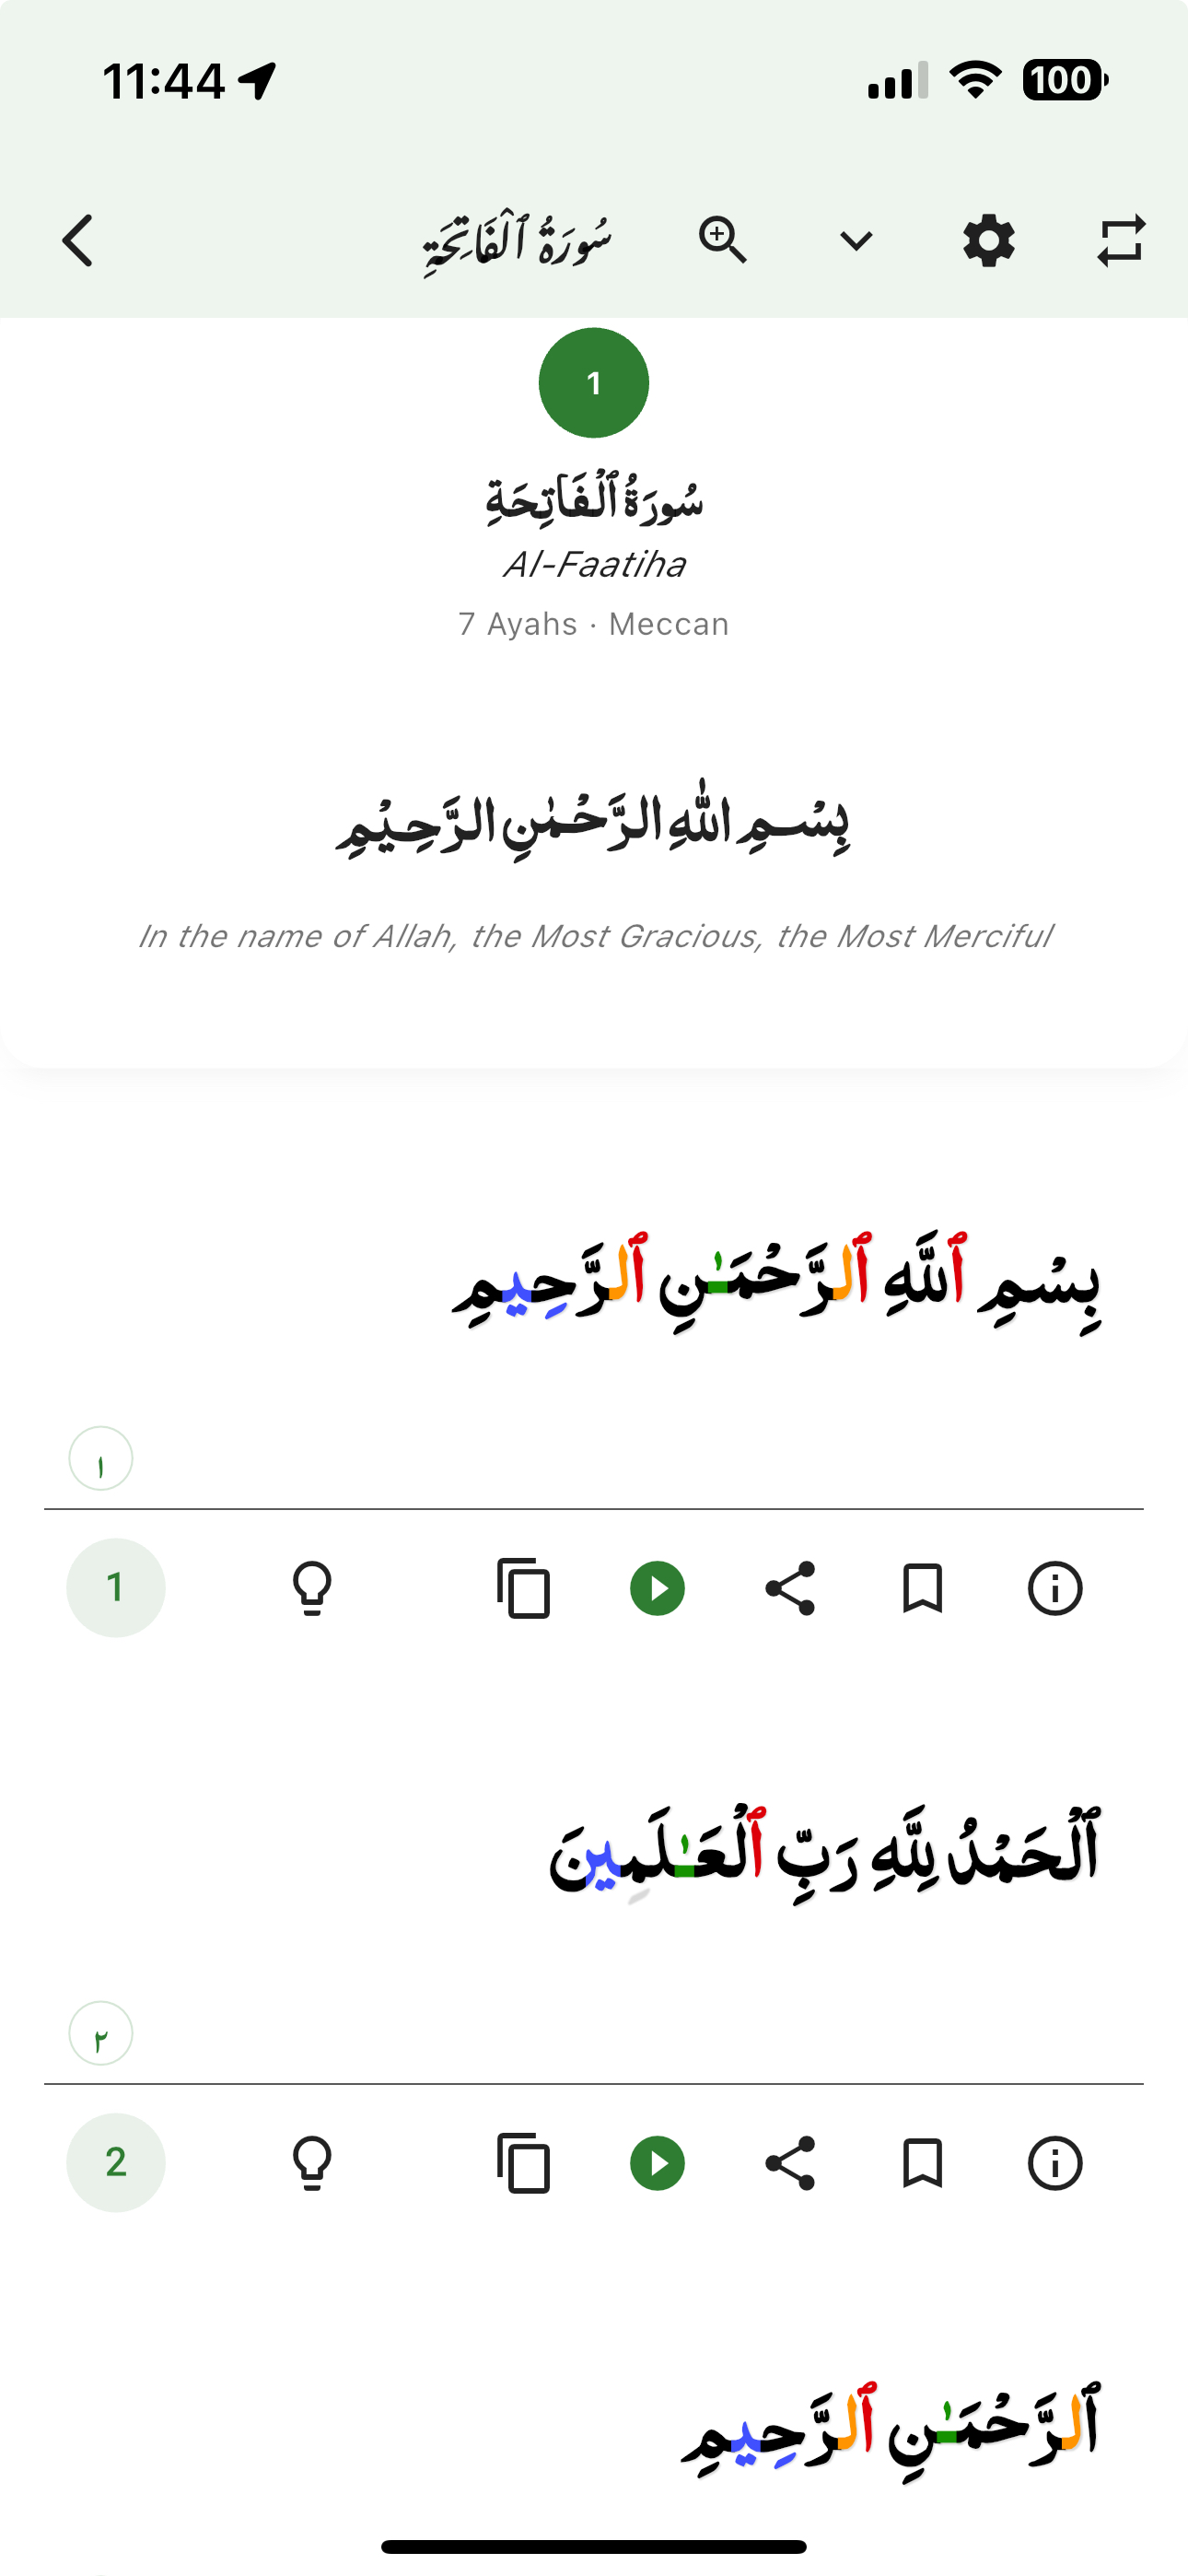 11:44
100
سُورَةُ ٱلْفَاتِحَةِ
1
سُورَةُ ٱلْفَاتِحَةِ
Al-Faatiha
7 Ayahs · Meccan
بِسْمِ اللّٰهِ الرَّحْمٰنِ الرَّحِيْمِ
In the name of Allah, the Most Gracious, the Most Merciful
بِسْمِ ٱللَّهِ ٱلرَّحْمَـٰنِ ٱلرَّحِيمِ
١
1
ٱلْحَمْدُ لِلَّهِ رَبِّ ٱلْعَـٰلَمِينَ
٢
2
ٱلرَّحْمَـٰنِ ٱلرَّحِيمِ